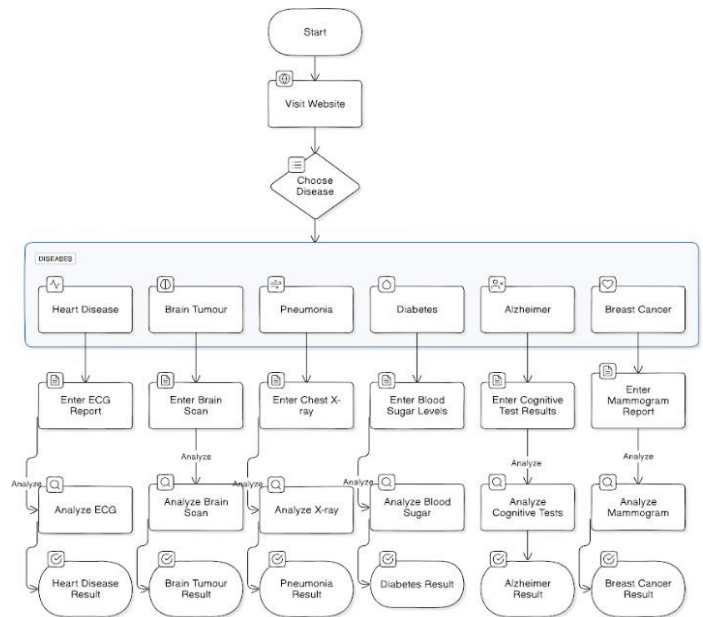 Start
Visit Website
Choose
Disease
DISEASES
Heart Disease
Brain Tumour
Pneumonia
Diabetes
Alzheimer
Breast Cancer
Enter ECG
Report
Enter Brain
Scan
Enter Chest X-
ray
Enter Blood
Sugar Levels
Enter Cognitive
Test Results
Enter
Mammogram
Report
Analyze
Analyze
Analyze
Analyze
Analyze
Analyze
Analyze ECG
Analyze Brain
Scan
Analyze X-ray
Analyze Blood
Sugar
Analyze
Cognitive Tests
Analyze
Mammogram
Heart Disease
Result
Brain Tumour
Result
Pneumonia
Result
Diabetes Result
Alzheimer
Result
Breast Cancer
Result